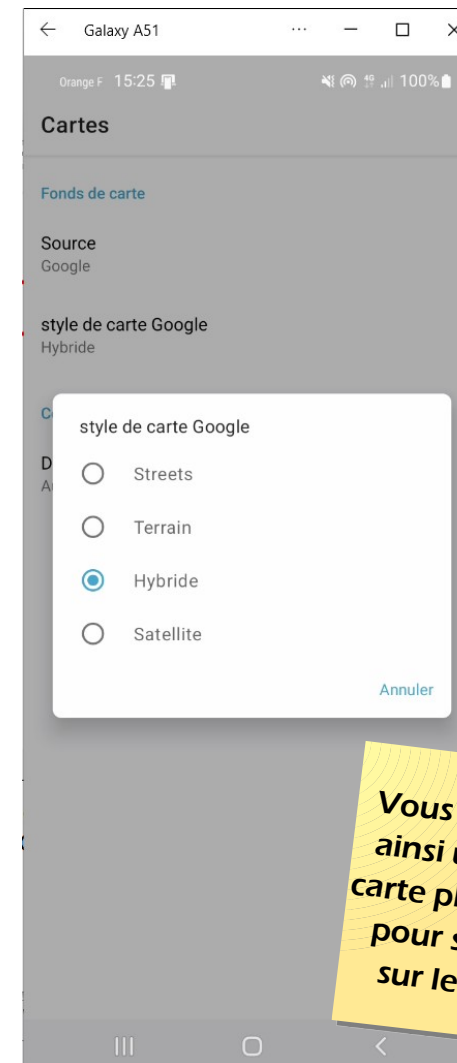 Galaxy A51
Orange F 15:25 100%
Cartes
Fonds de carte
Source
Google
style de carte Google
Hybride
style de carte Google
Streets
Terrain
Hybride
Satellite
Annuler
Vous
ainsi
carte
pour
sur